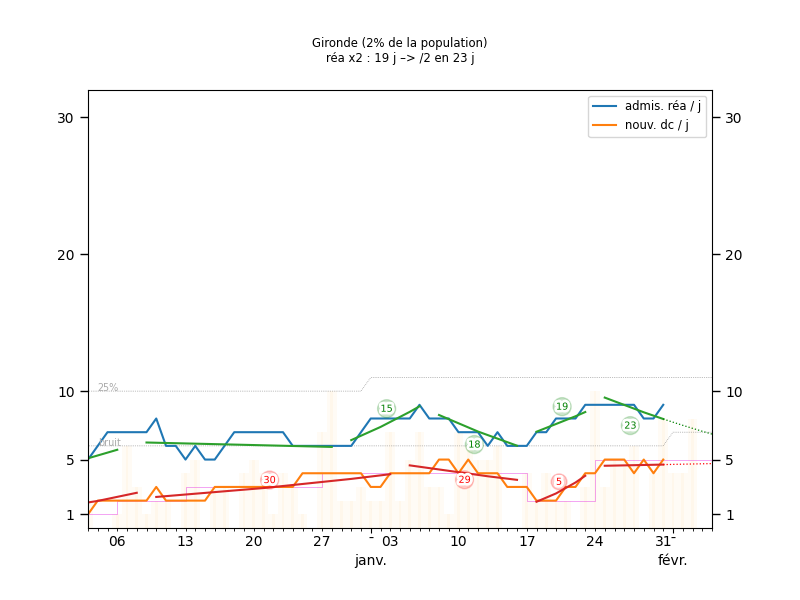 Gironde (2% de la population)
réa x2 : 19 j –> /2 en 23 j
admis. réa / j
nouv. dc / j
30
30
20
20
10
10
25%
15
19
23
bruit
18
5
5
30
29
5
1
1
06 13 20 27 - 03 10 17 24 31-
janv. févr.